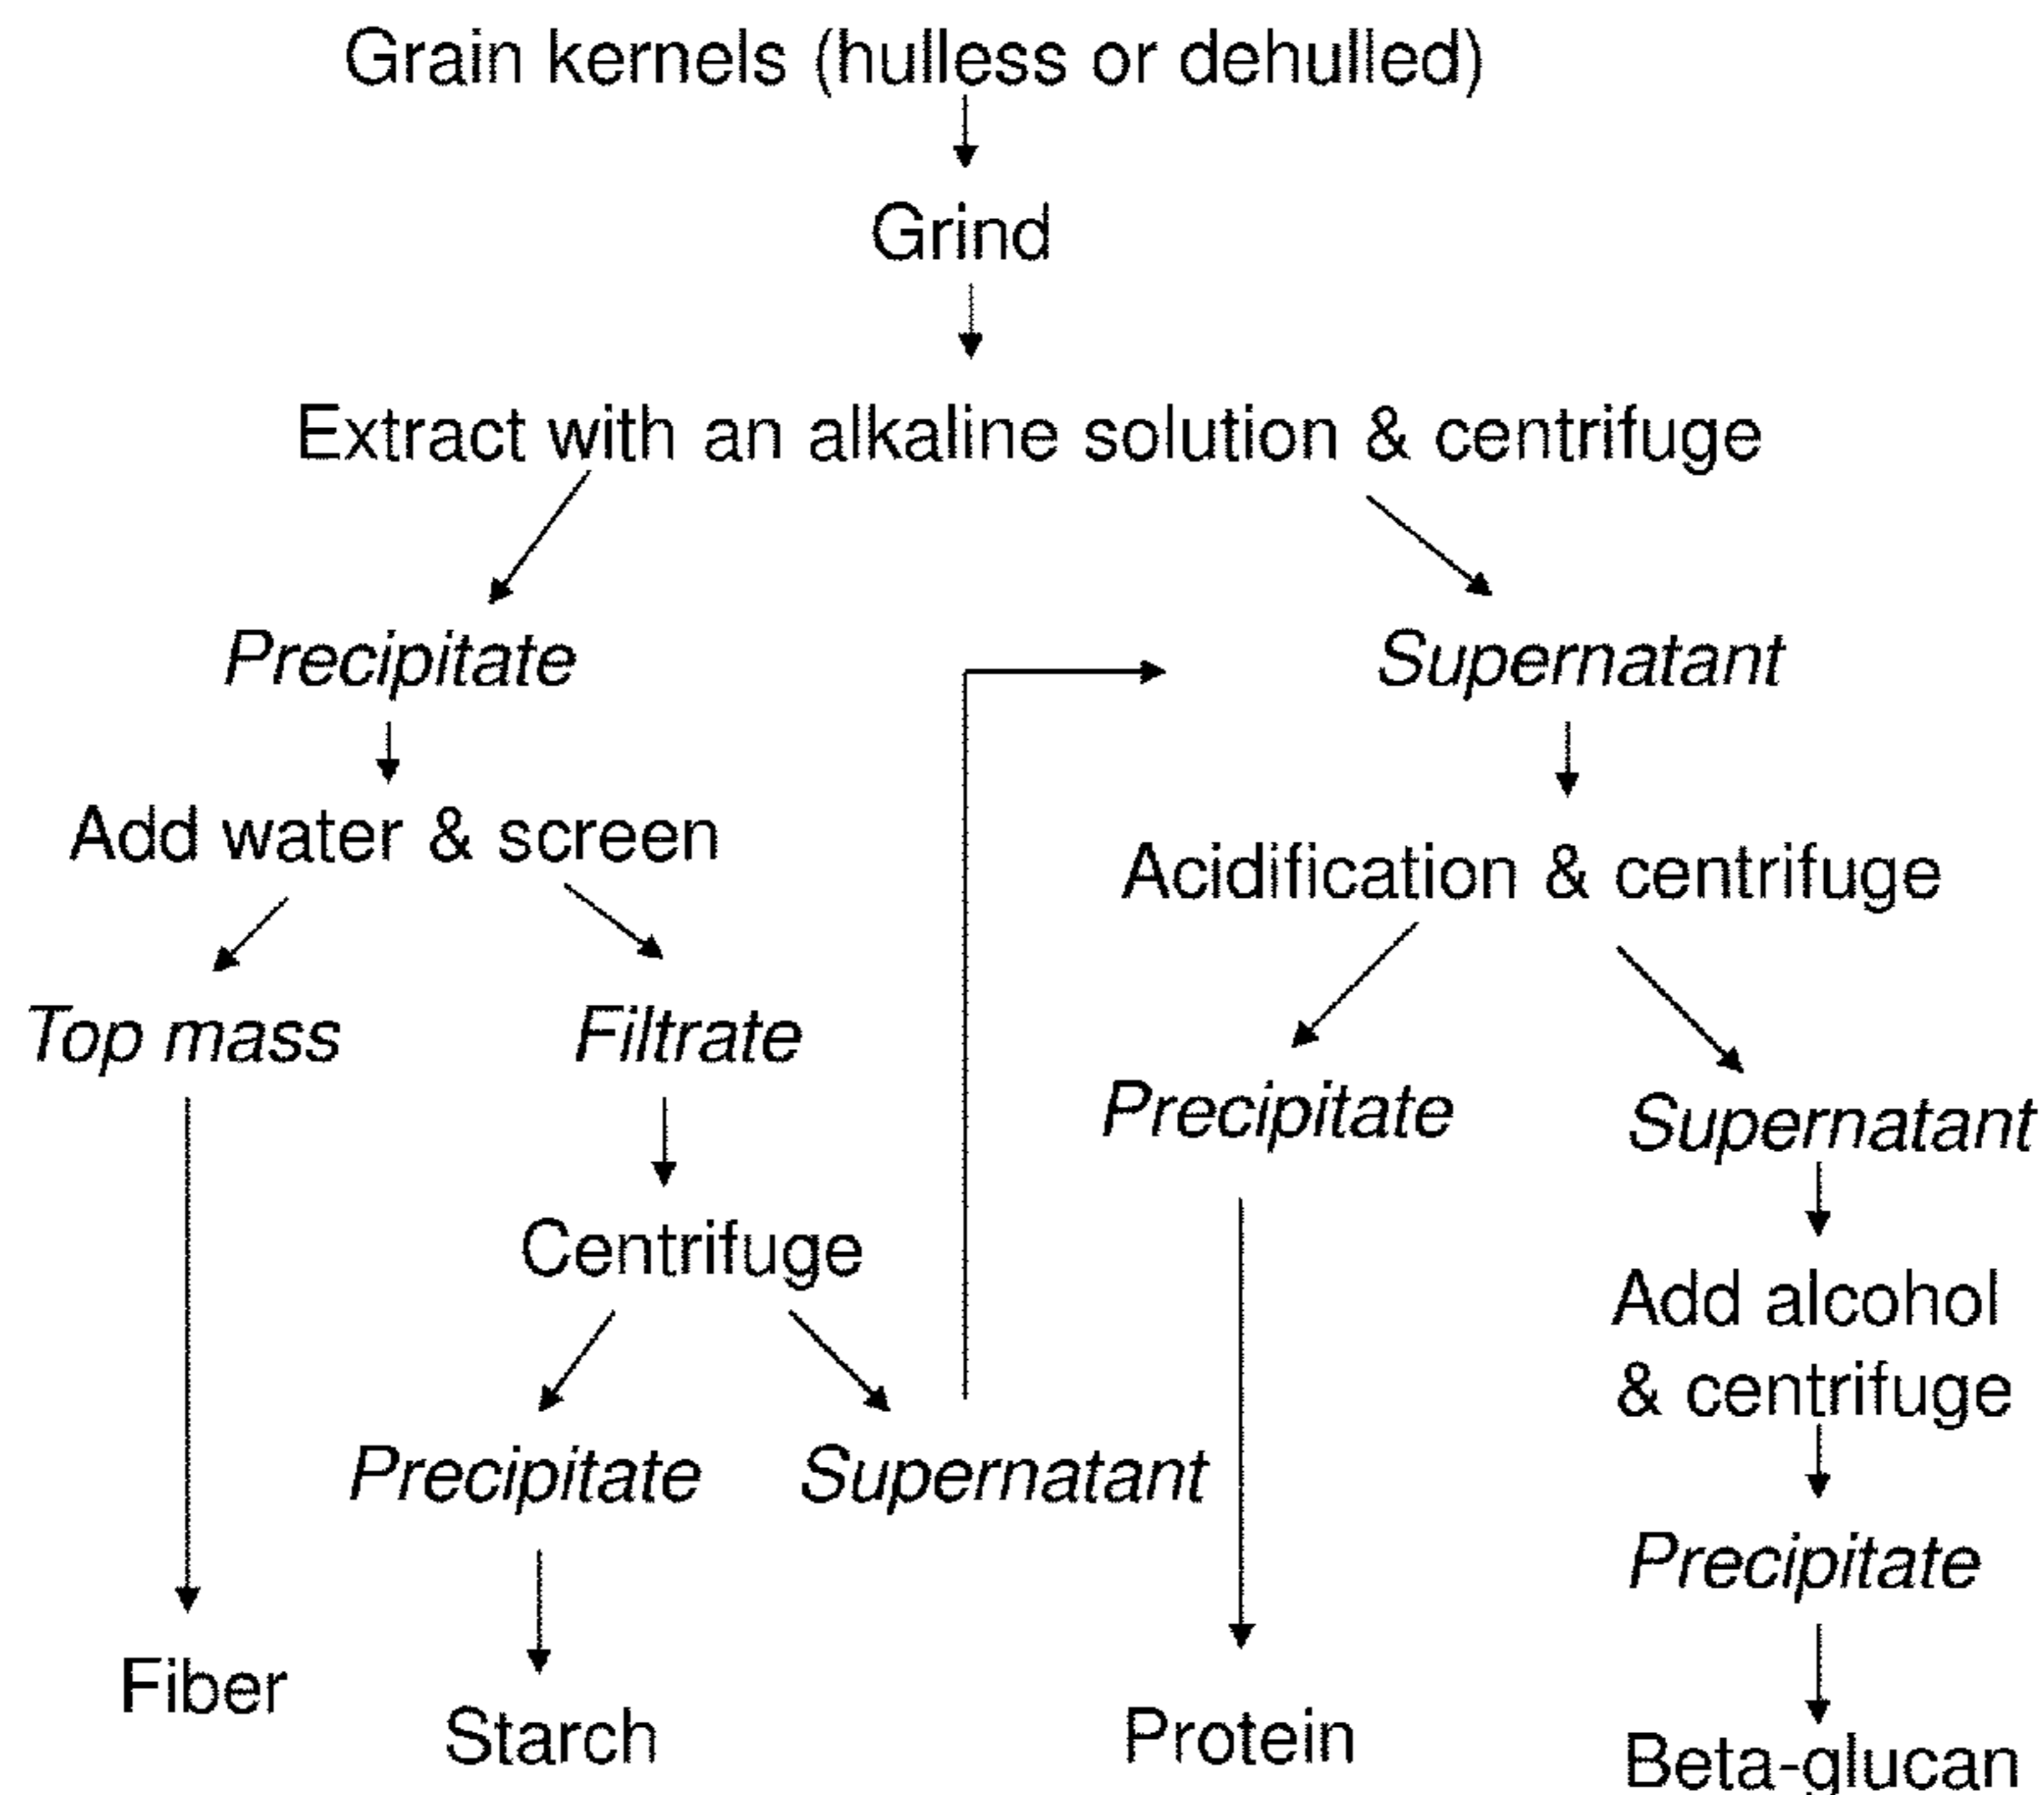 Grain kernels (hulless or dehulled)
Grind
Extract with an alkaline solution & centrifuge
Precipitate
Supernatant
Add water & screen
Acidification & centrifuge
Top mass
Filtrate
Precipitate
Supernatant
Centrifuge
Add alcohol
& centrifuge
Precipitate
Supernatant
Precipitate
Fiber
Starch
Protein
Beta-glucan